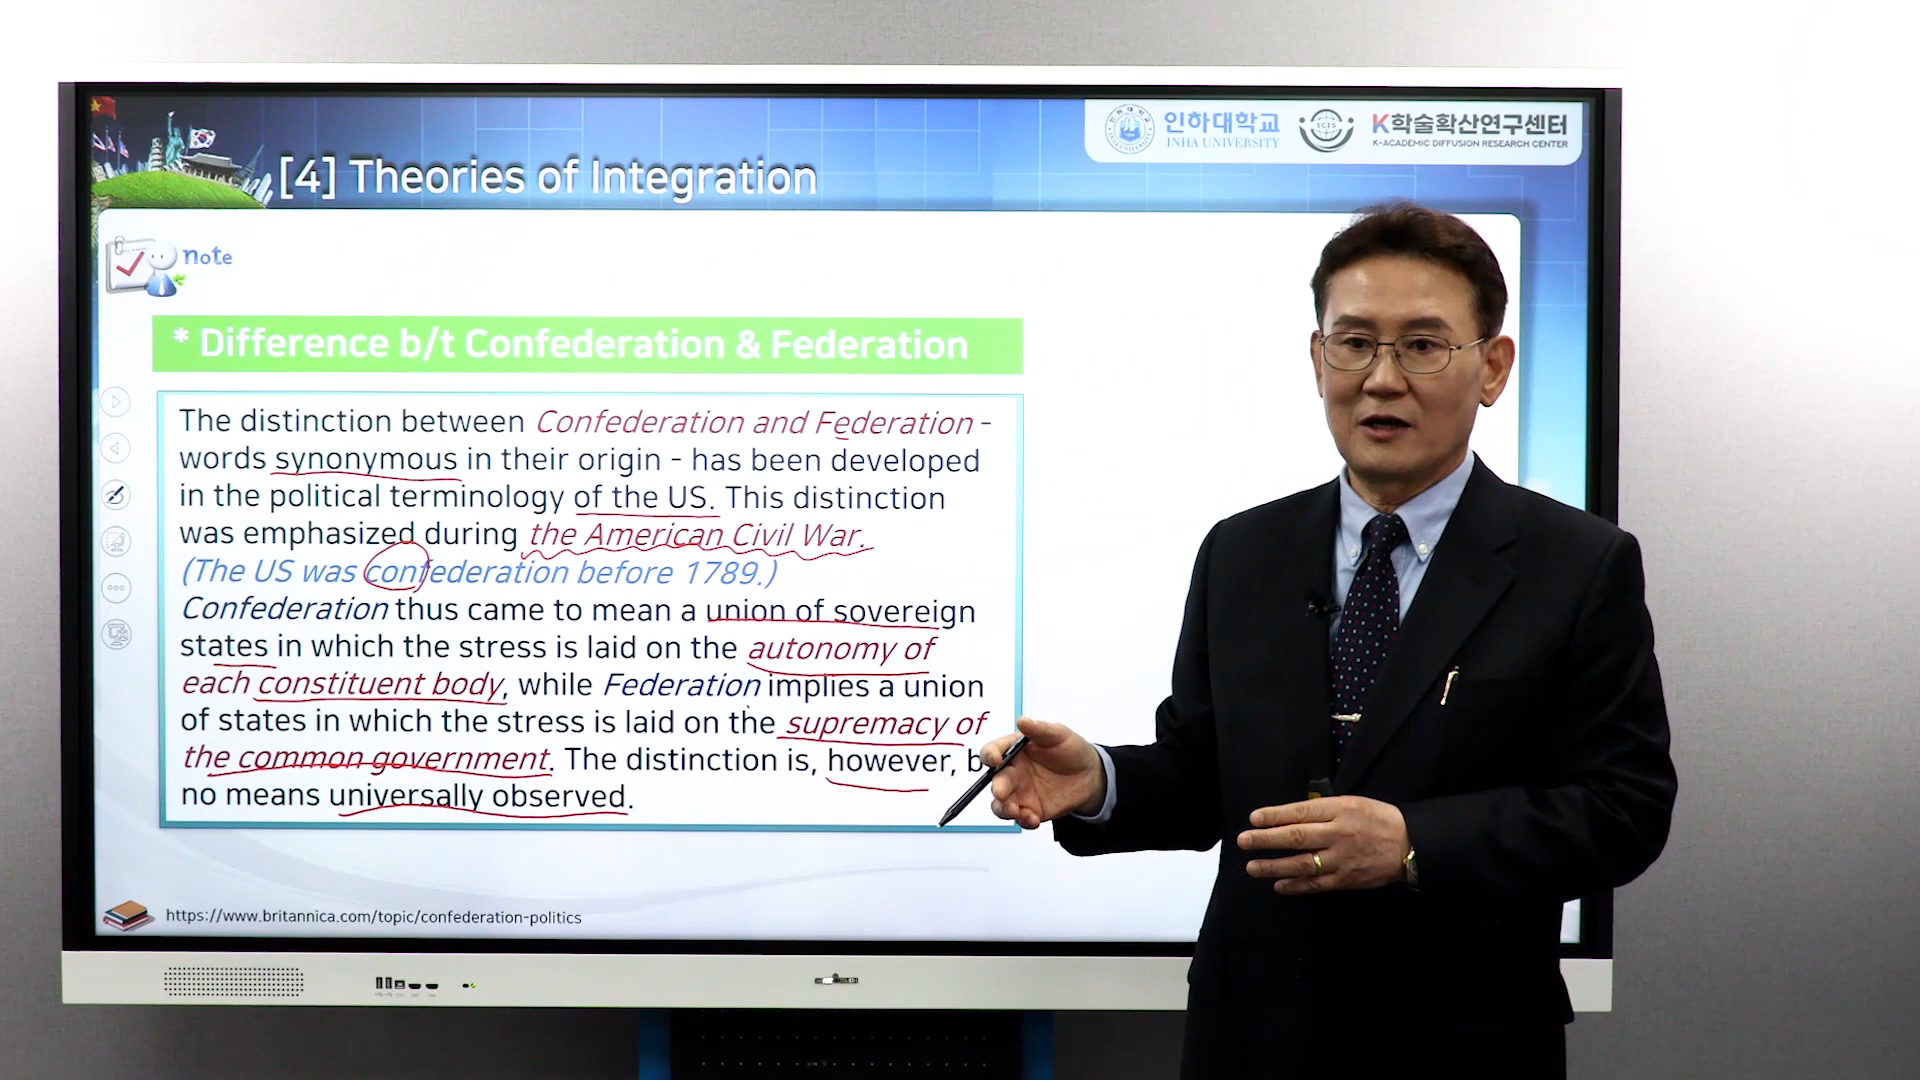 인하대학교
INHA UNIVERSITY
ICIS
K학술확산연구센터
K-ACADEMIC DIFFUSION RESEARCH CENTER
[4] Theories of Integration
note
* Difference b/t Confederation & Federation
The distinction between Confederation and Federation -
words synonymous in their origin - has been developed
in the political terminology of the US. This distinction
was emphasized during the American Civil War.
(The US was confederation before 1789.)
Confederation thus came to mean a union of sovereign
states in which the stress is laid on the autonomy of
each constituent body, while Federation implies a union
of states in which the stress is laid on the supremacy of
the common government. The distinction is, however, b
no means universally observed.
https://www.britannica.com/topic/confederation-politics